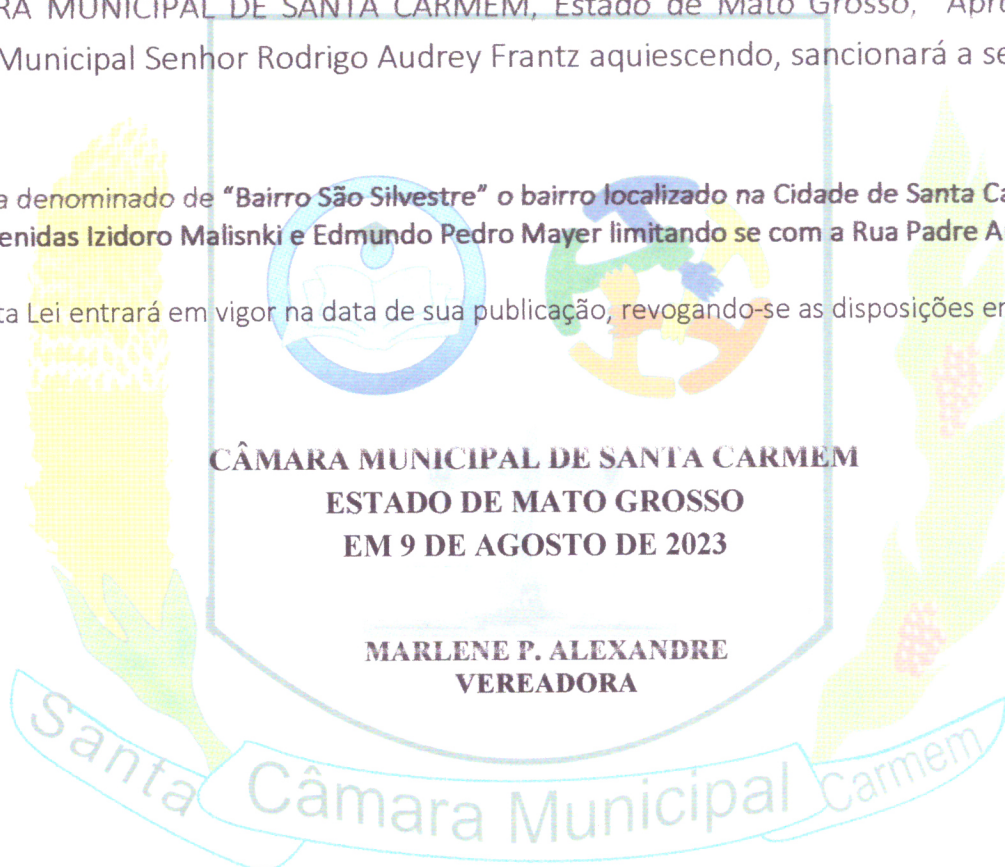 RA MUNICIPAL DE SANTA CARMEM, Estado de Mato Grosso, "Apro
Municipal Senhor Rodrigo Audrey Frantz aquiescendo, sancionará a se
a denominado de "Bairro São Silvestre" o bairro localizado na Cidade de Santa Ca
enidas Izidoro Malisnki e Edmundo Pedro Mayer limitando se com a Rua Padre A
ta Lei entrará em vigor na data de sua publicação, revogando-se as disposições e
CÂMARA MUNICIPAL DE SANTA CARMEM
ESTADO DE MATO GROSSO
EM 9 DE AGOSTO DE 2023
MARLENE P. ALEXANDRE
VEREADORA
Santa Câmara Municipal Carmem